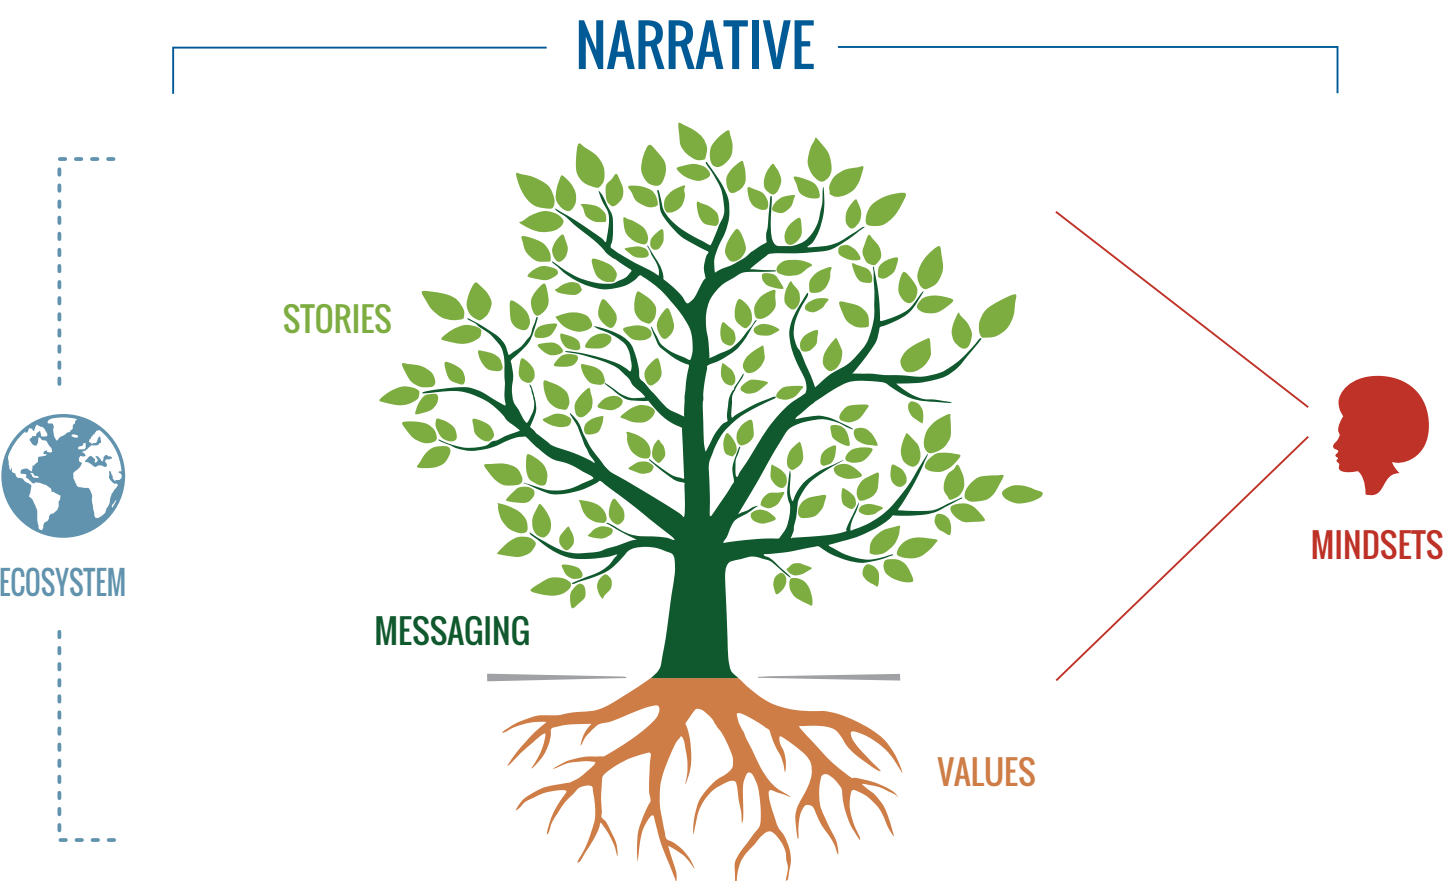 NARRATIVE
STORIES
ECOSYSTEM
MINDSETS
MESSAGING
VALUES